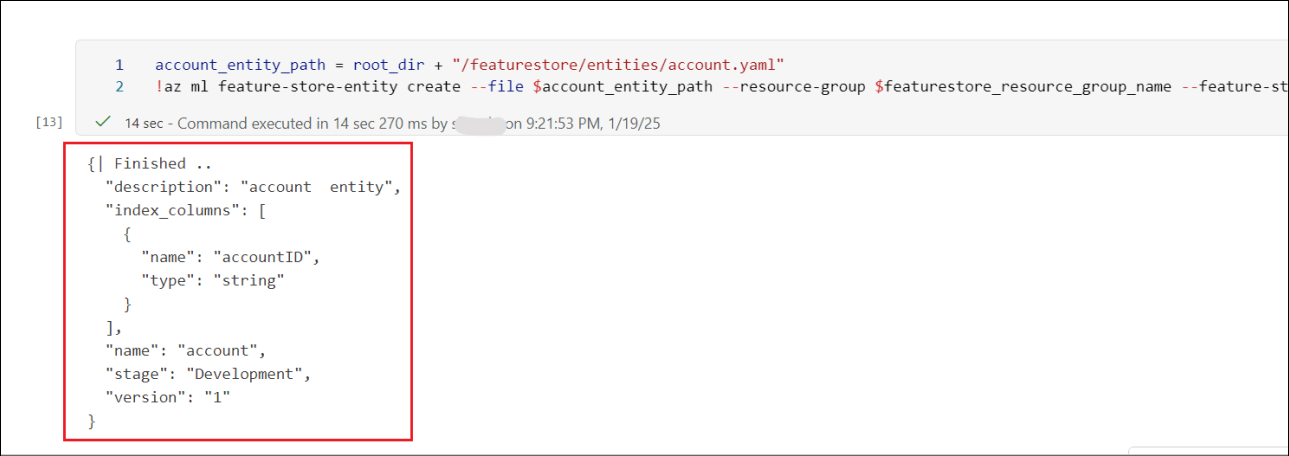 1 account_entity_path = root_dir + "/featurestore/entities/account.yaml"
2 !az ml feature-store-entity create --file $account_entity_path --resource-group $featurestore_resource_group_name --feature-st
[13] 14 sec - Command executed in 14 sec 270 ms by on 9:21:53 PM, 1/19/25
{| Finished ..
"description": "account  entity",
"index_columns": [
{
"name": "accountID",
"type": "string"
}
],
"name": "account",
"stage": "Development",
"version": "1"
}